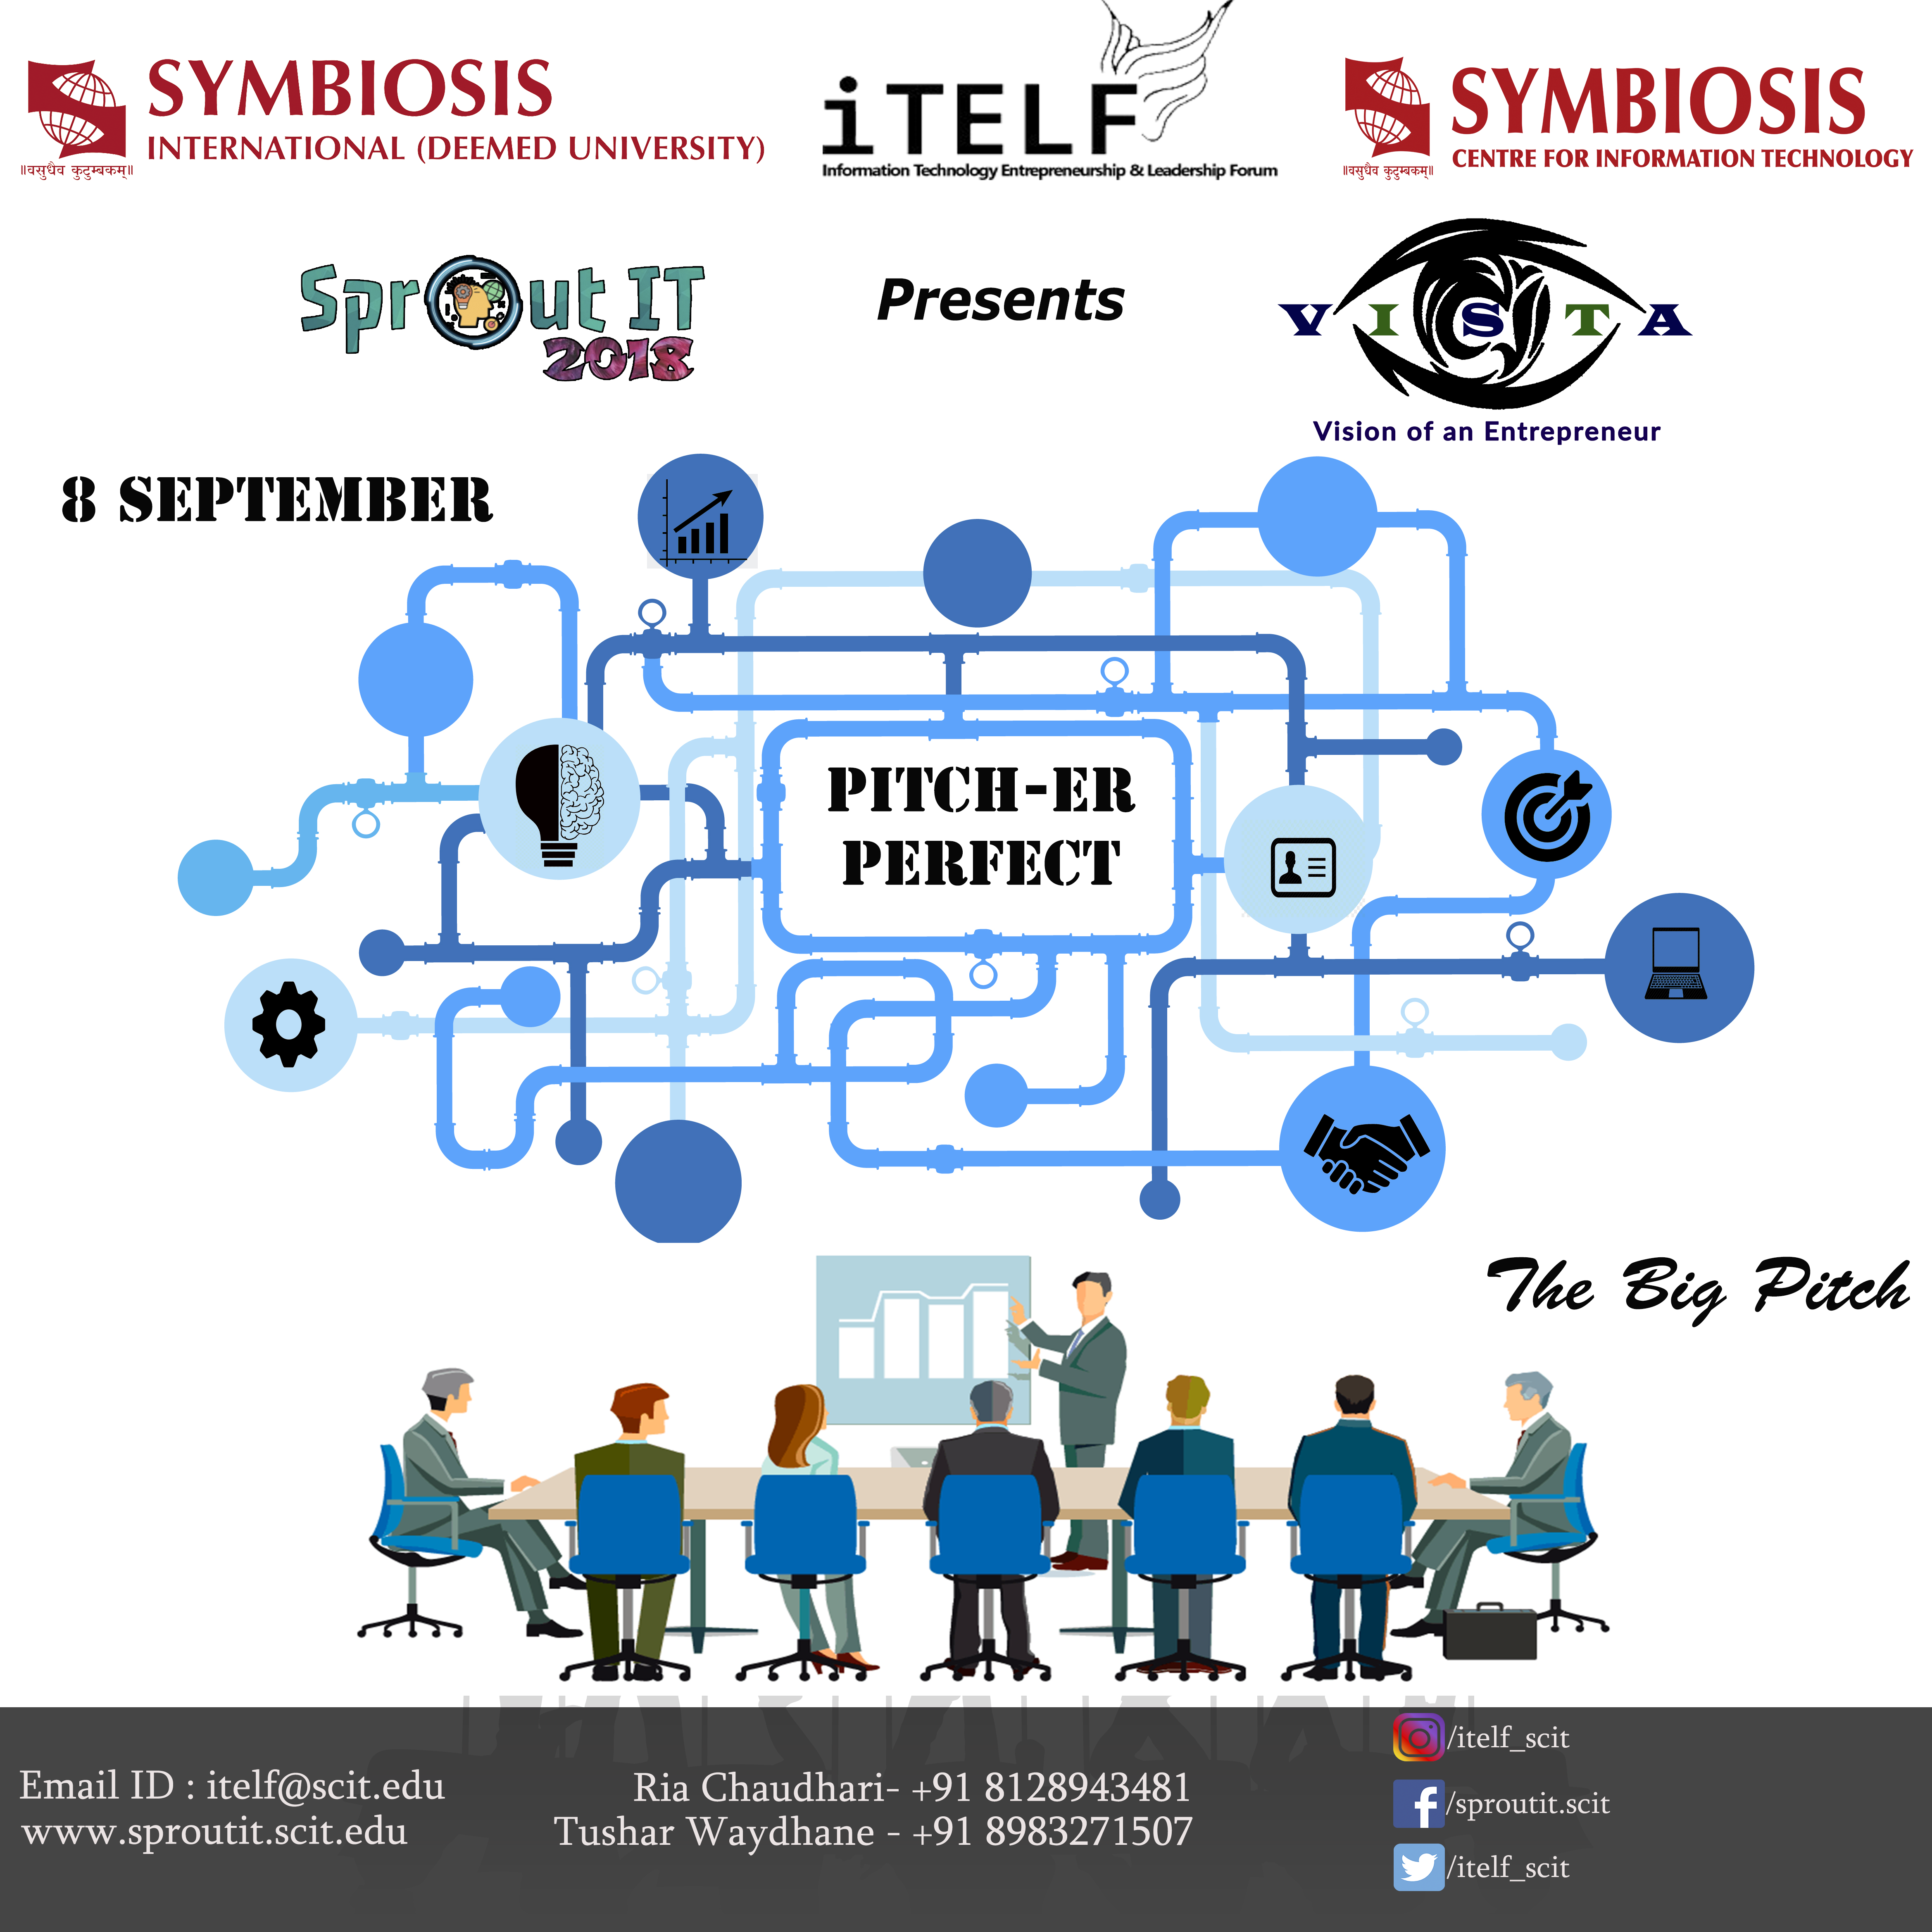 SYMBIOSIS
INTERNATIONAL (DEEMED UNIVERSITY)
॥वसुधैव कुटुम्बकम्॥
iTELF
Information Technology Entrepreneurship & Leadership Forum
SYMBIOSIS
CENTRE FOR INFORMATION TECHNOLOGY
॥वसुधैव कुटुम्बकम्॥
Sprout IT
2018
Presents
VISTA
Vision of an Entrepreneur
8 SEPTEMBER
PITCH-ER
PERFECT
The Big Pitch
Email ID : itelf@scit.edu
www.sproutit.scit.edu
Ria Chaudhari- +91 8128943481
Tushar Waydhane - +91 8983271507
/itelf_scit
/sproutit.scit
/itelf_scit